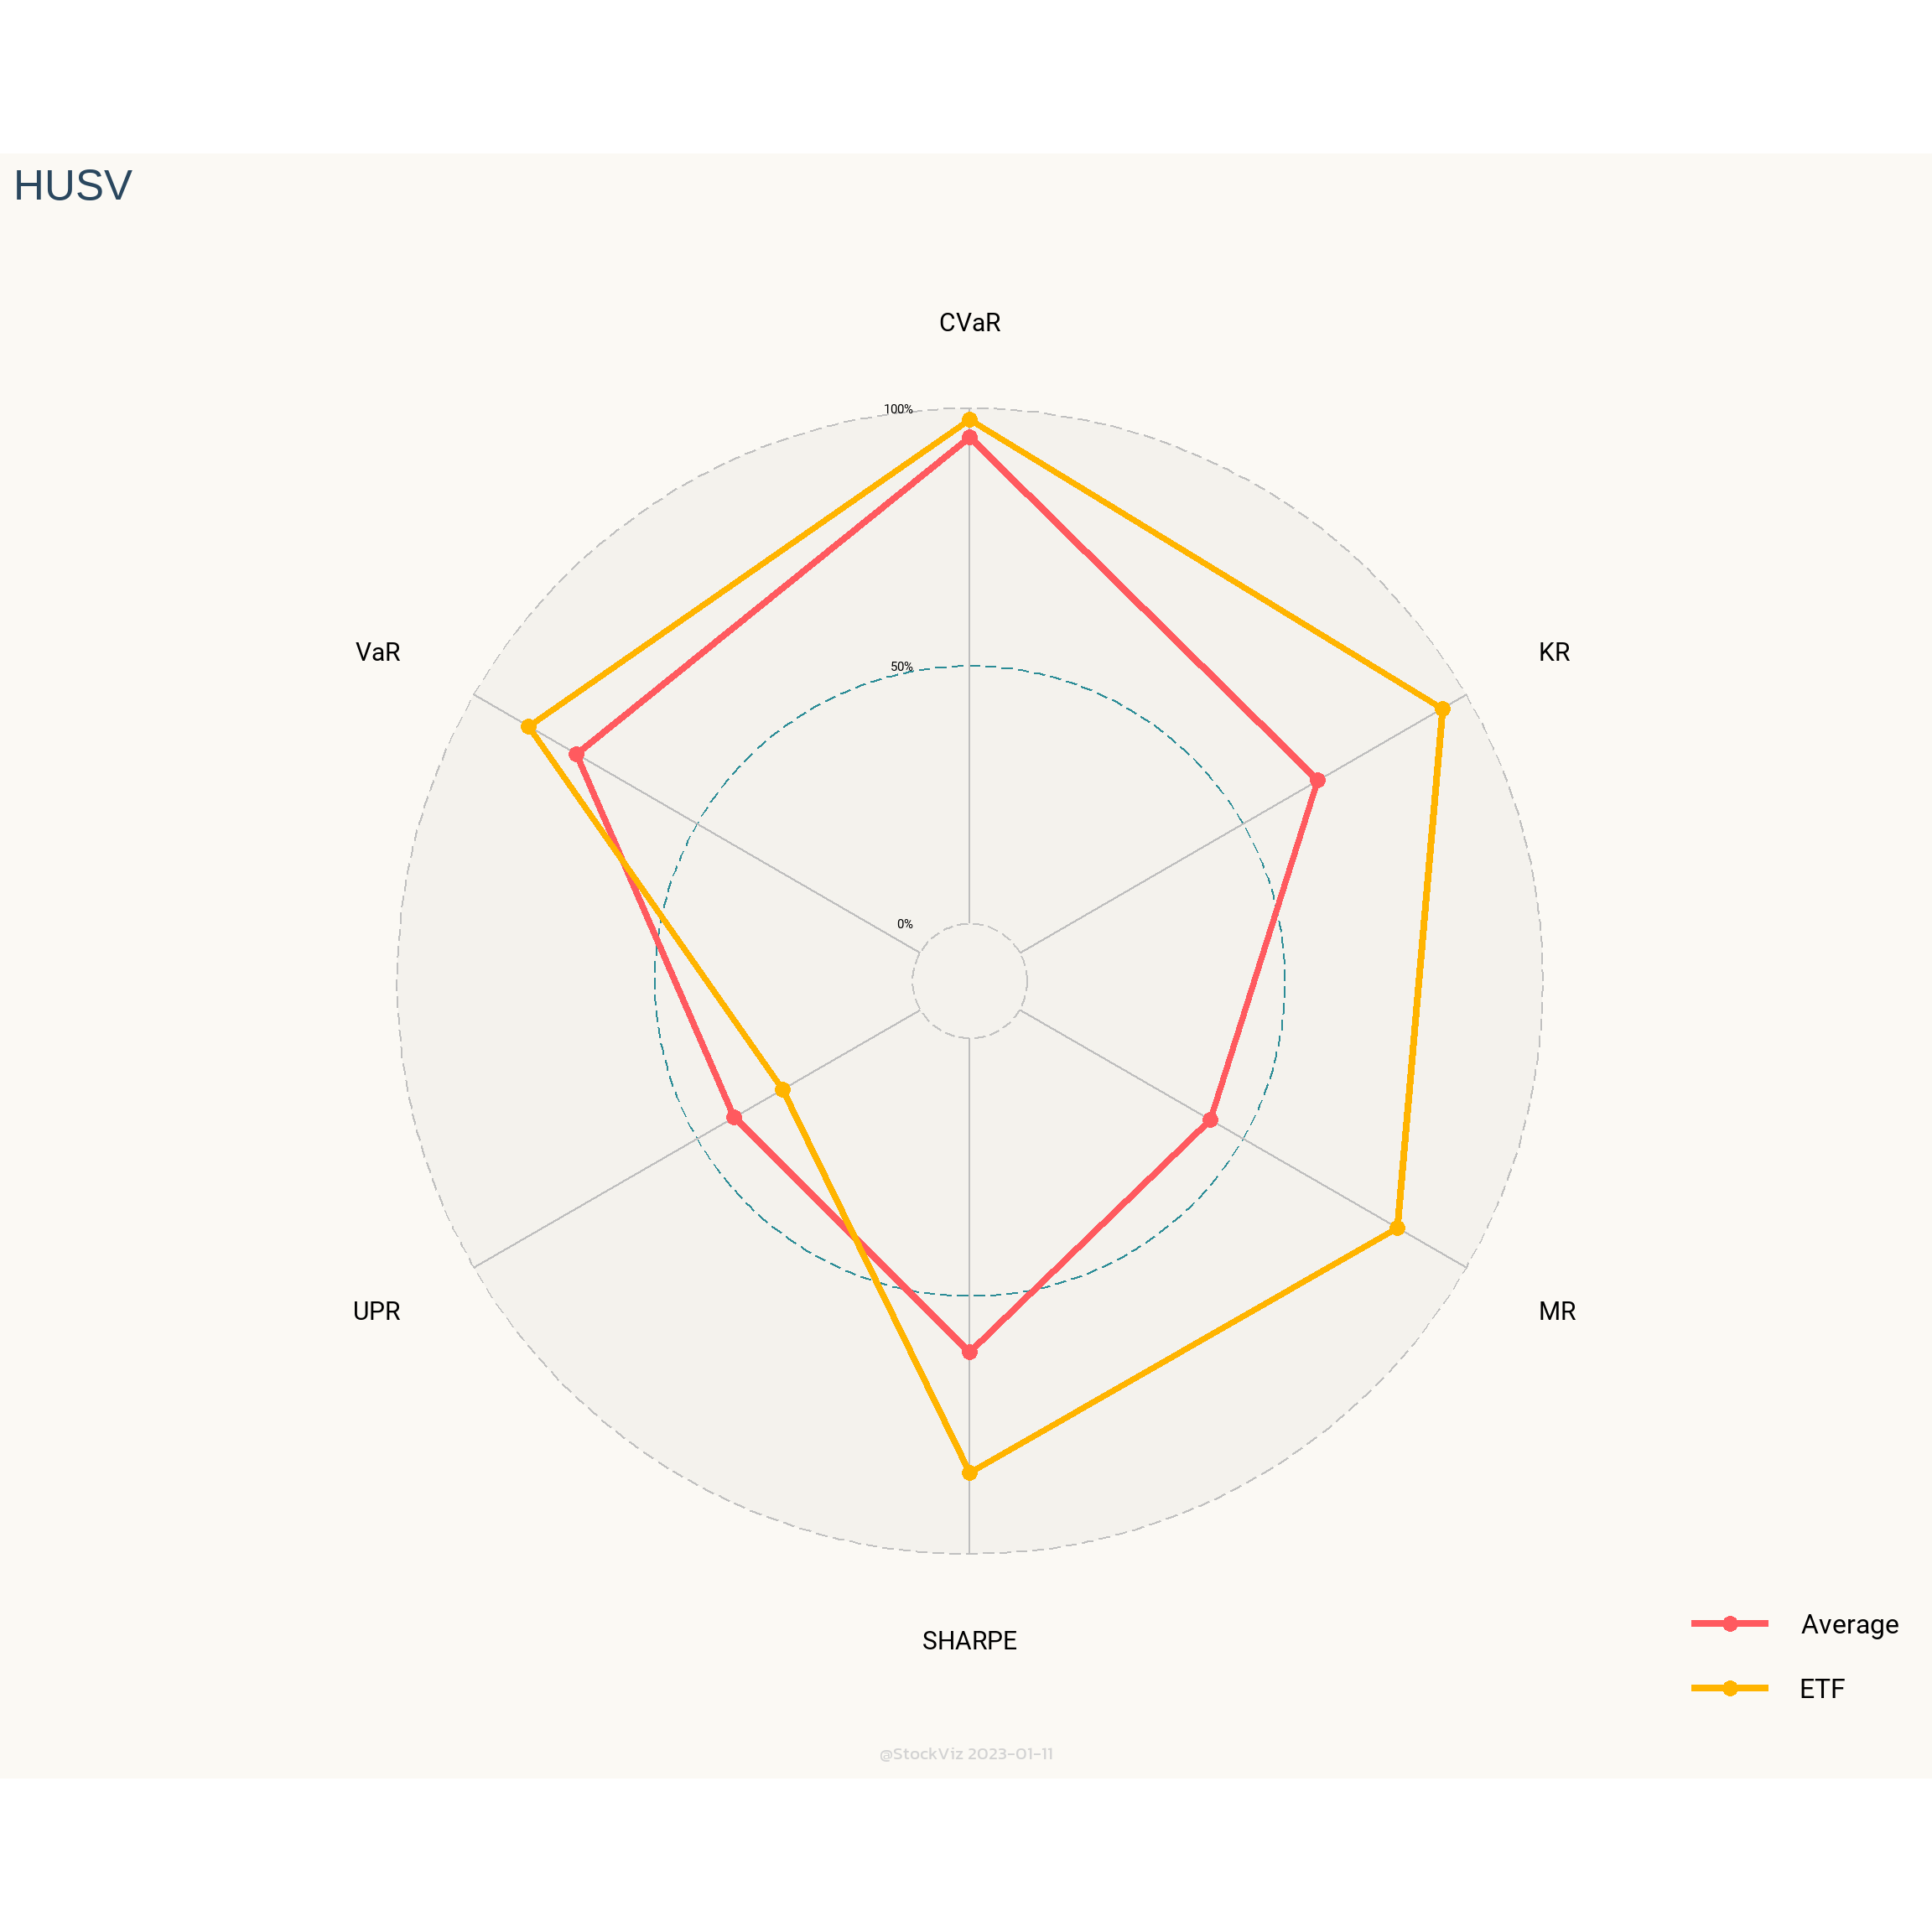 HUSV
CVaR
100%
VaR
KR
50%
0%
UPR
MR
SHARPE
Average
ETF
@StockViz 2023-01-11